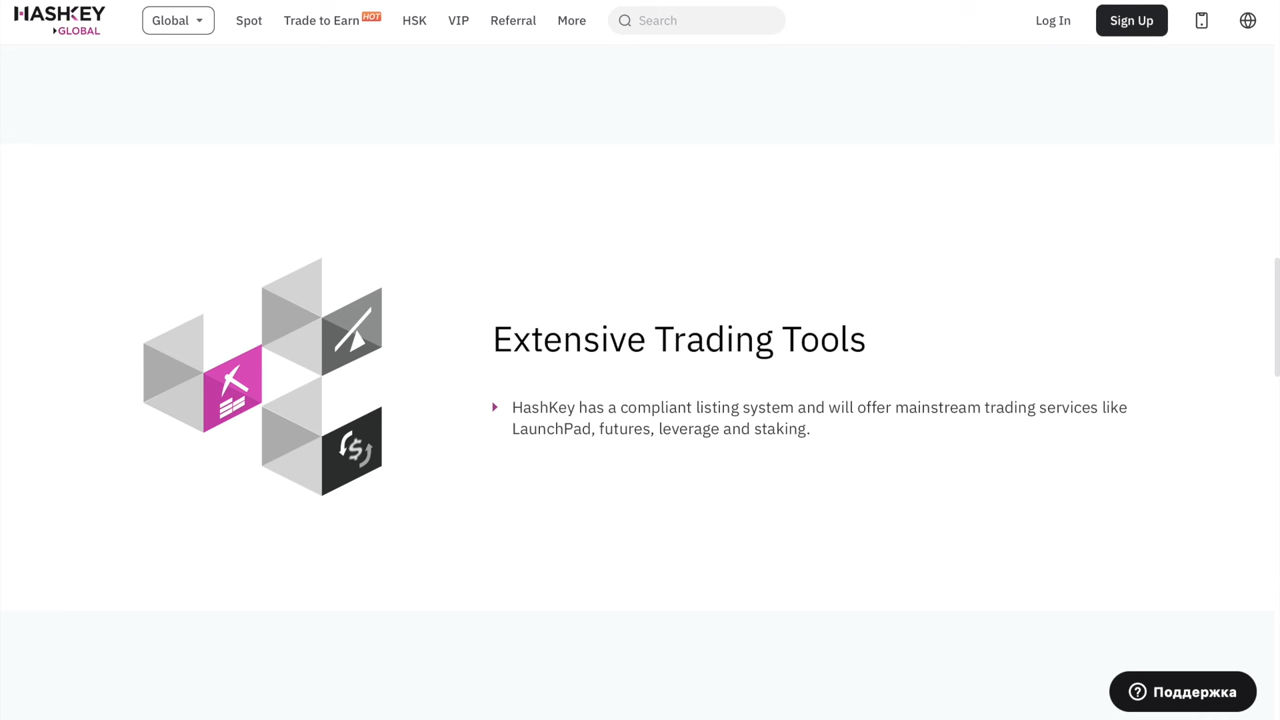 HASHKEY
GLOBAL
Global
Spot
Trade to Earn HOT
HSK
VIP
Referral
More
Search
Log In
Sign Up
Extensive Trading Tools
HashKey has a compliant listing system and will offer mainstream trading services like
LaunchPad, futures, leverage and staking.
Поддержка